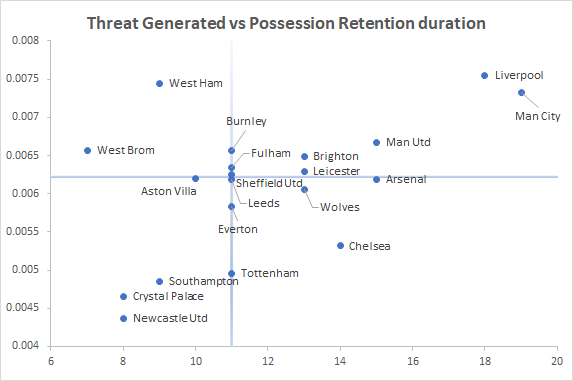 Threat Generated vs Possession Retention duration
0.008
0.0075
0.007
0.0065
0.006
0.0055
0.005
0.0045
0.004
Liverpool
West Ham
Man City
Burnley
Man Utd
West Brom
Fulham
Brighton
Leicester
Sheffield Utd
Arsenal
Aston Villa
Leeds
Wolves
Everton
Chelsea
Tottenham
Southampton
Crystal Palace
Newcastle Utd
6 8 10 12 14 16 18 20